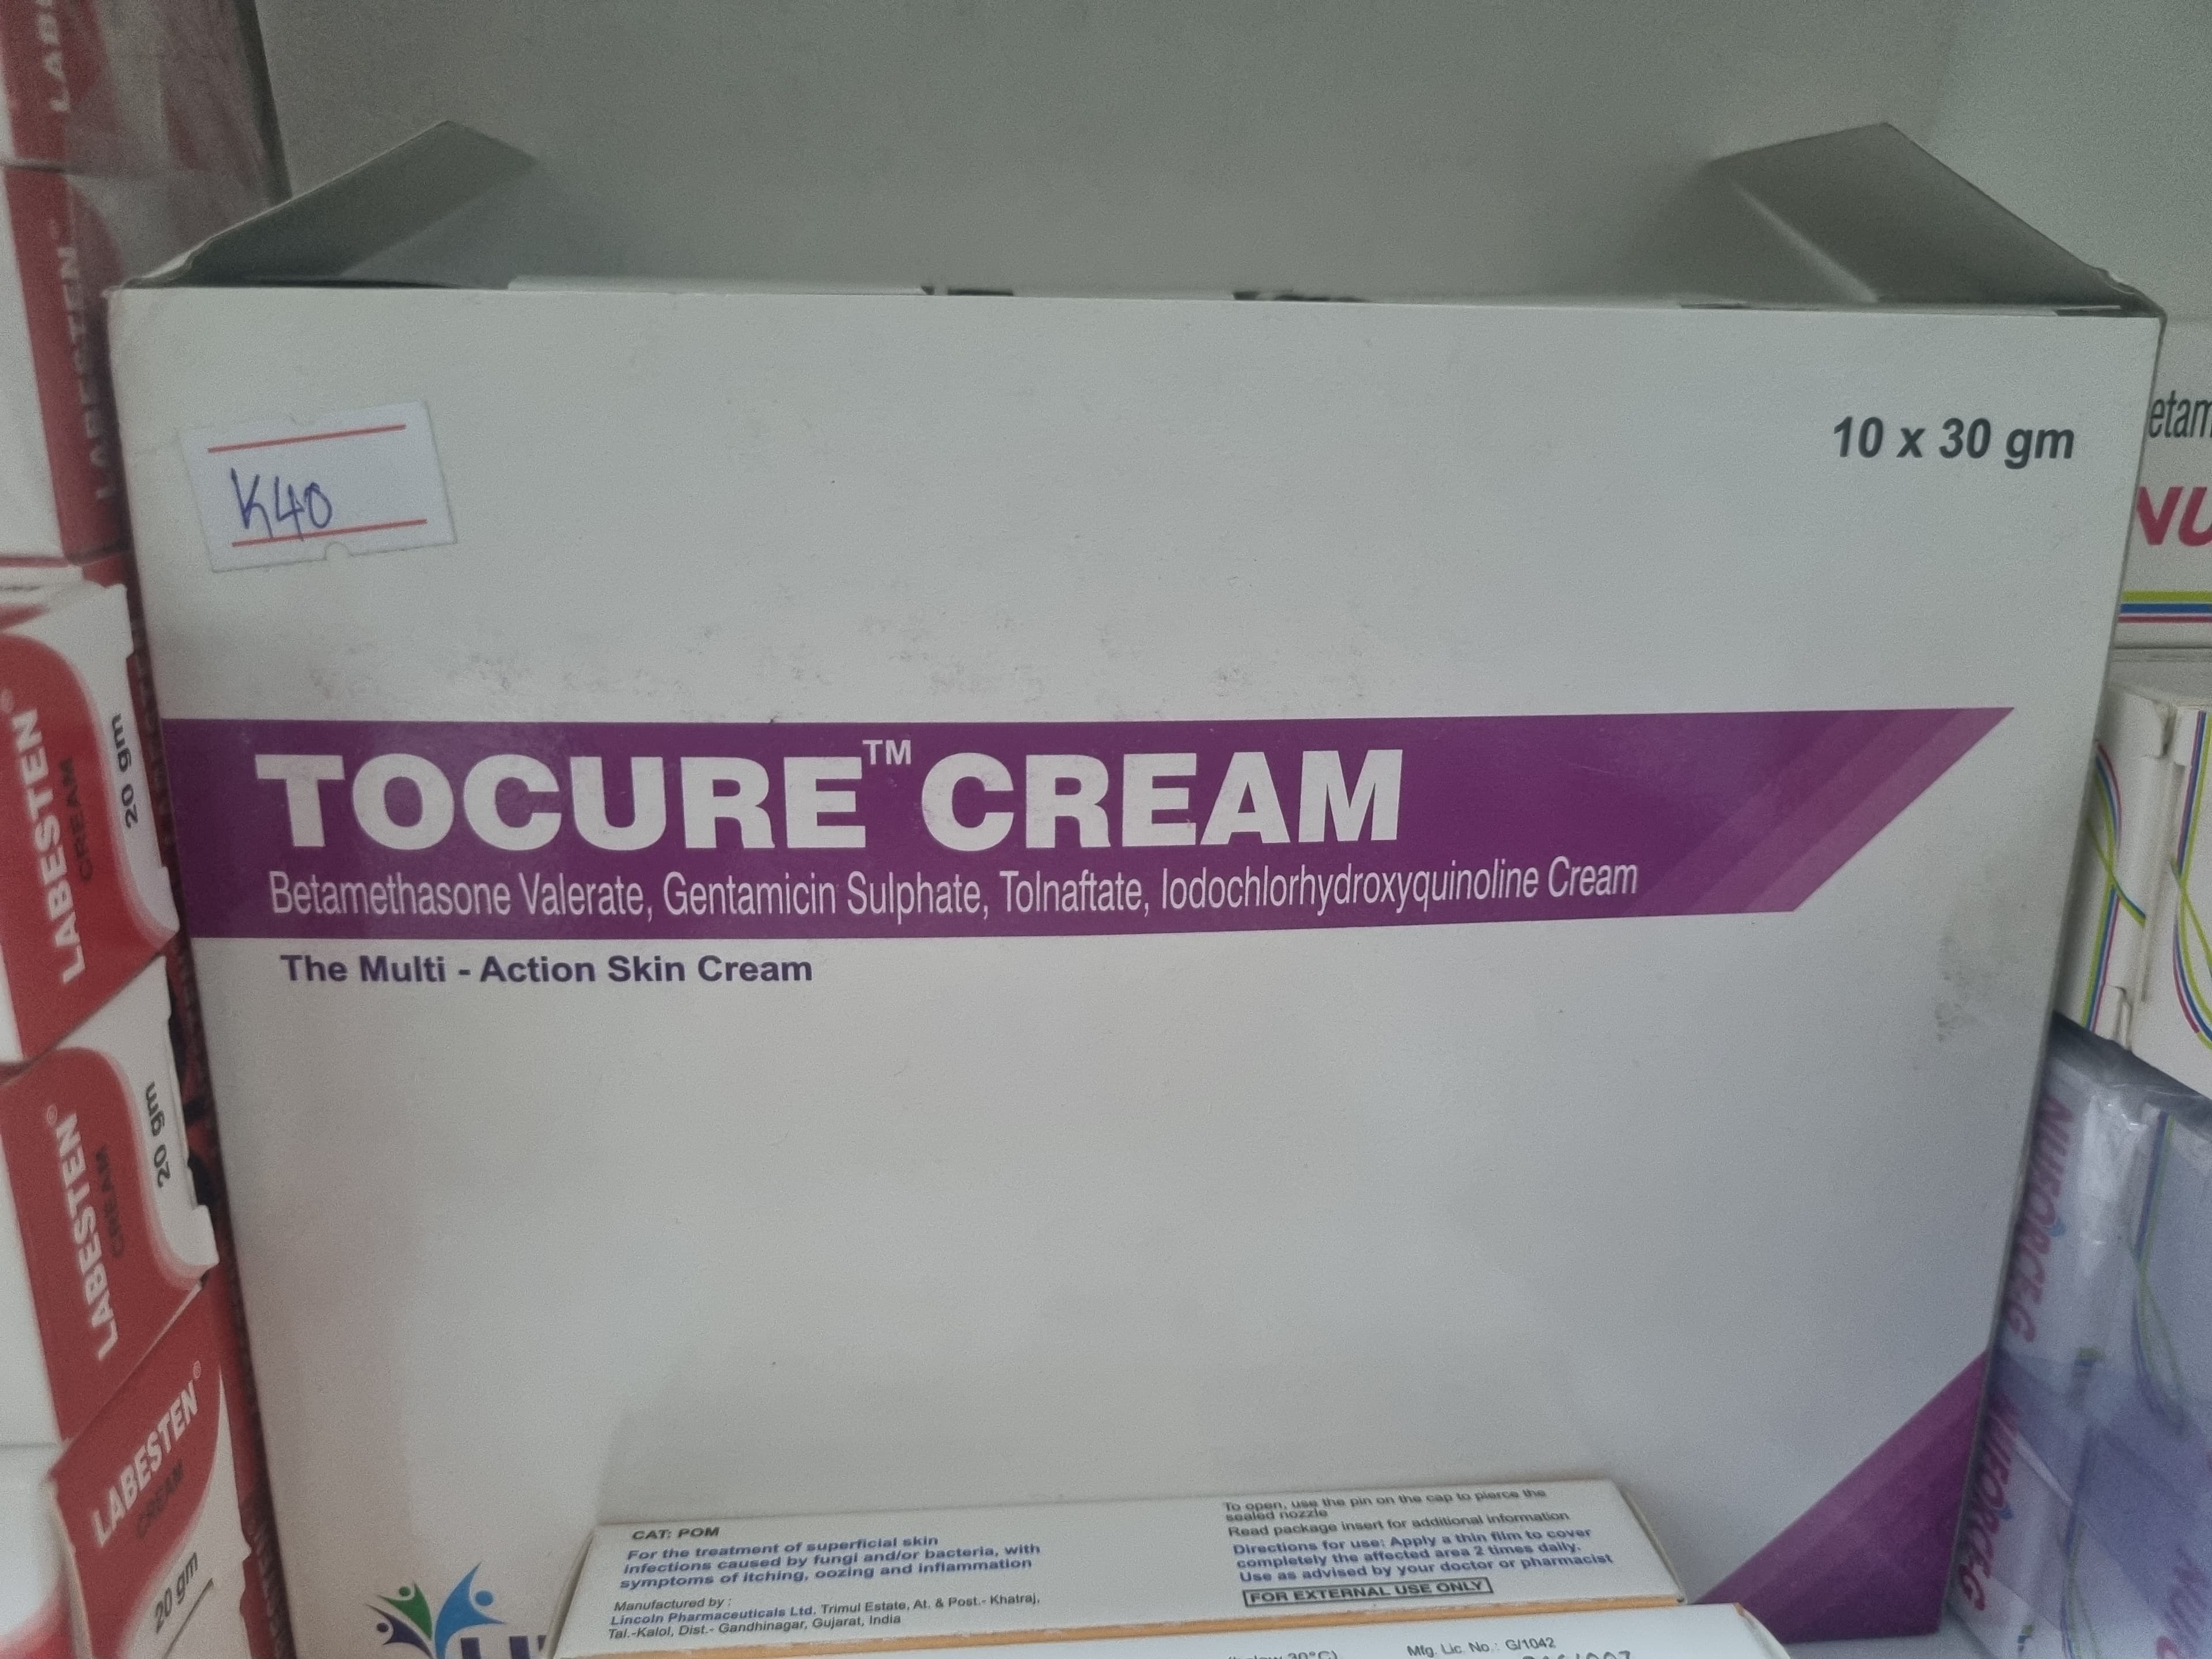 K40
10 x 30 gm
TOCURE™ CREAM
Betamethasone Valerate, Gentamicin Sulphate, Tolnaftate, Iodochlorhydroxyquinoline Cream
The Multi - Action Skin Cream
CAT: POM
For the treatment of superficial skin
infections caused by fungi and/or bacteria, with
symptoms of itching, oozing and inflammation
Manufactured by :
Lincoln Pharmaceuticals Ltd. Trimul Estate, At. & Post.- Khatraj,
Tal.-Kalol, Dist.- Gandhinagar, Gujarat, India
To open, use the pin on the cap to pierce the
sealed nozzle
Read package insert for additional information
Directions for use: Apply a thin film to cover
completely the affected area 2 times daily.
Use as advised by your doctor or pharmacist
FOR EXTERNAL USE ONLY
Mfg. Lic. No.: G/1042
LABESTEN®
LABESTEN®
CREAM
20 gm
LABESTEN®
CREAM
20 gm
LABESTEN®
CREAM
20 gm
NUFORCE-G
NUFORCE-G